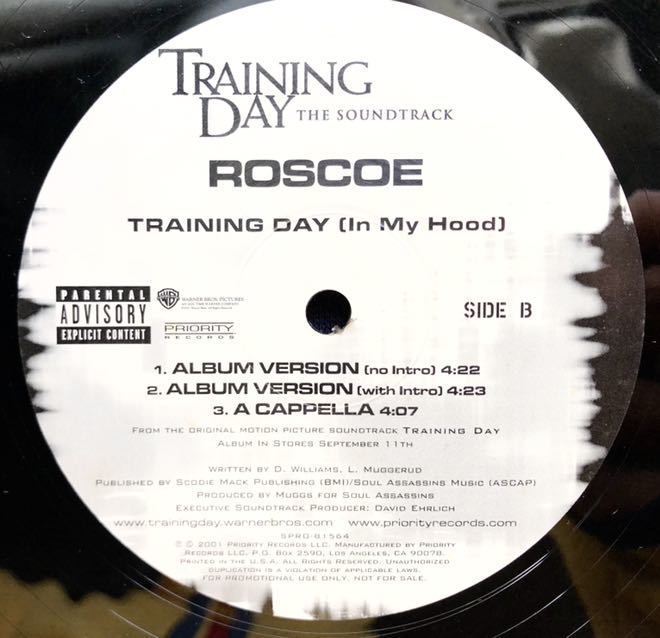 TRAINING
DAY THE SOUNDTRACK
ROSCOE
TRAINING DAY (In My Hood)
PARENTAL
ADVISORY
EXPLICIT CONTENT
WARNER BROS. PICTURES
PRIORITY
RECORDS
SIDE B
1. ALBUM VERSION (no Intro) 4:22
2. ALBUM VERSION (with Intro) 4:23
3. A CAPPELLA 4:07
FROM THE ORIGINAL MOTION PICTURE SOUNDTRACK TRAINING DAY
ALBUM IN STORES SEPTEMBER 11TH
WRITTEN BY D. WILLIAMS, L. MUGGERUD
PUBLISHED BY SCODIE MACK PUBLISHING (BMI)/SOUL ASSASSINS MUSIC (ASCAP)
PRODUCED BY MUGGS FOR SOUL ASSASSINS
EXECUTIVE SOUNDTRACK PRODUCER: DAVID EHRLICH
www.trainingday.warnerbros.com www.priorityrecords.com
SPRO-81564
℗ © 2001 PRIORITY RECORDS LLC. MANUFACTURED BY PRIORITY
RECORDS LLC. P.O. BOX 2590, LOS ANGELES, CA 90078.
PRINTED IN U.S.A. ALL RIGHTS RESERVED. UNAUTHORIZED
DUPLICATION IS A VIOLATION OF APPLICABLE LAWS.
FOR PROMOTIONAL USE ONLY. NOT FOR SALE.